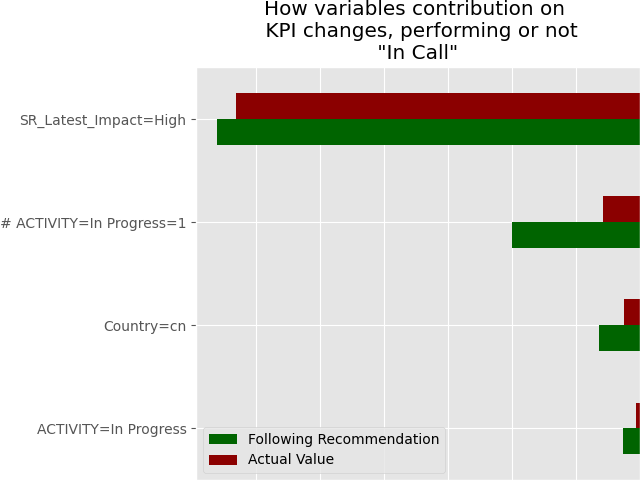 How variables contribution on
KPI changes, performing or not
"In Call"
SR_Latest_Impact=High
# ACTIVITY=In Progress=1
Country=cn
ACTIVITY=In Progress
Following Recommendation
Actual Value